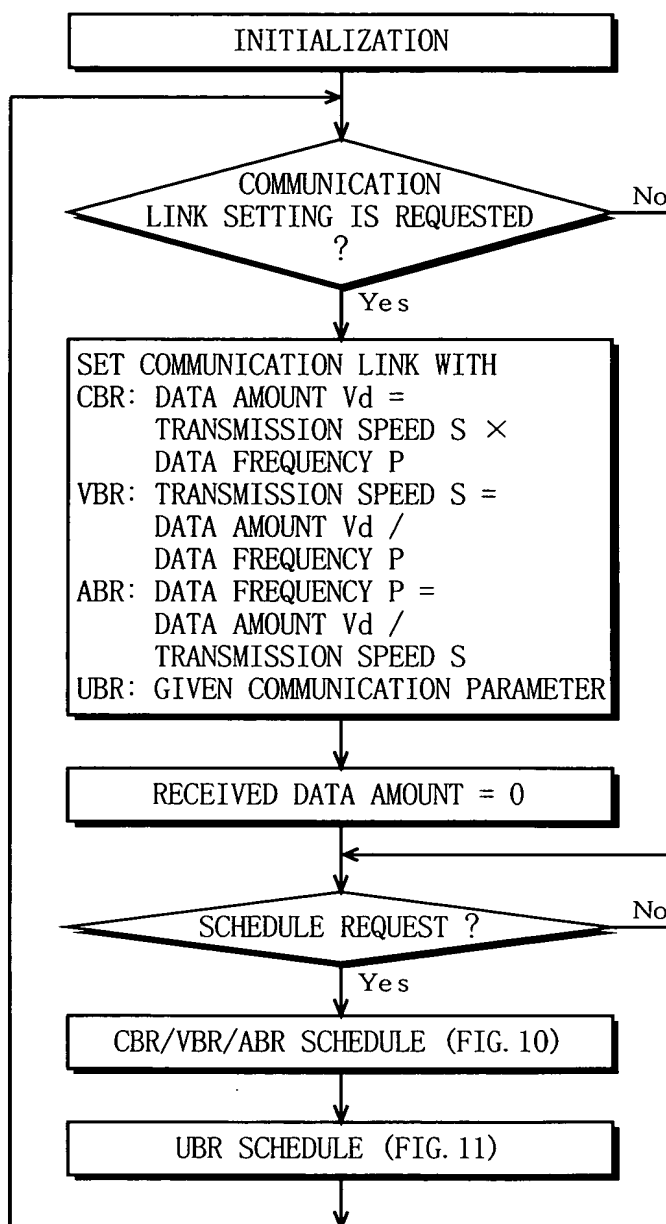 INITIALIZATION
COMMUNICATION
LINK SETTING IS REQUESTED
?
No
Yes
SET COMMUNICATION LINK WITH
CBR: DATA AMOUNT Vd =
TRANSMISSION SPEED S ×
DATA FREQUENCY P
VBR: TRANSMISSION SPEED S =
DATA AMOUNT Vd /
DATA FREQUENCY P
ABR: DATA FREQUENCY P =
DATA AMOUNT Vd /
TRANSMISSION SPEED S
UBR: GIVEN COMMUNICATION PARAMETER
RECEIVED DATA AMOUNT = 0
SCHEDULE REQUEST ?
No
Yes
CBR/VBR/ABR SCHEDULE (FIG. 10)
UBR SCHEDULE (FIG. 11)